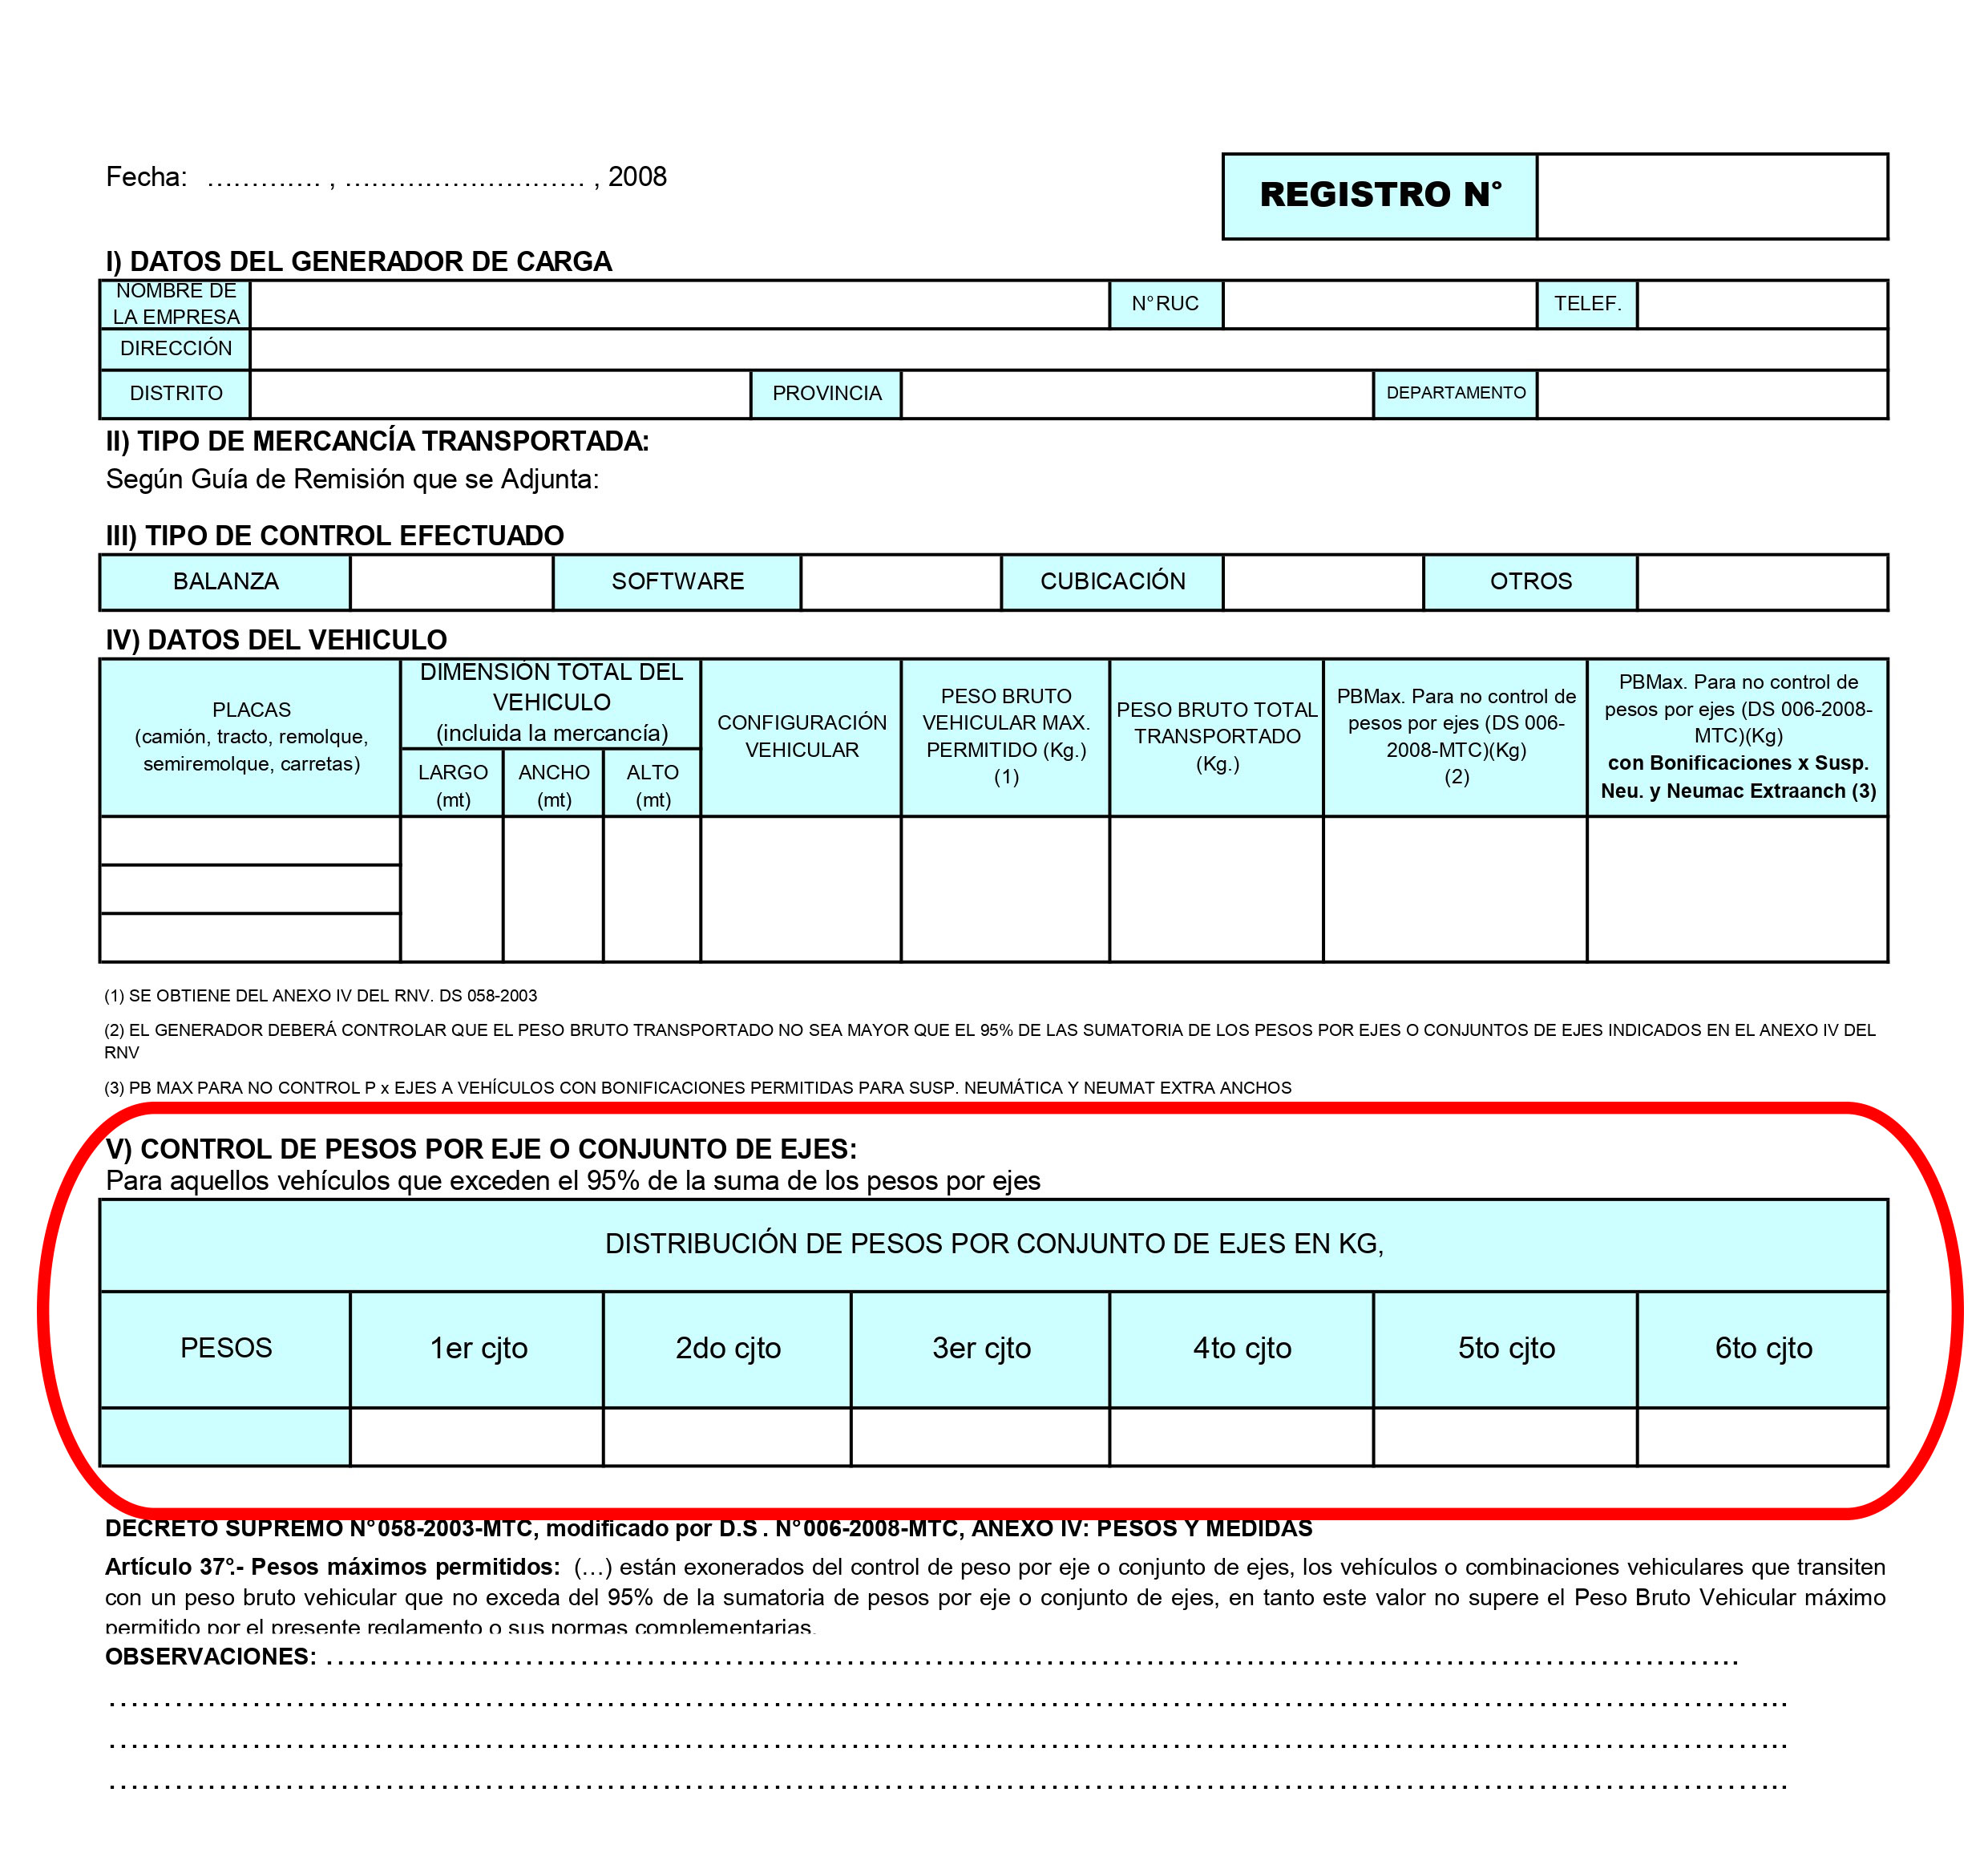 Fecha: …………. , ……………………… , 2008
REGISTRO N°
I) DATOS DEL GENERADOR DE CARGA
NOMBRE DE
LA EMPRESA
N°RUC
TELEF.
DIRECCIÓN
DISTRITO
PROVINCIA
DEPARTAMENTO
II) TIPO DE MERCANCÍA TRANSPORTADA:
Según Guía de Remisión que se Adjunta:
III) TIPO DE CONTROL EFECTUADO
BALANZA
SOFTWARE
CUBICACIÓN
OTROS
IV) DATOS DEL VEHICULO
PLACAS
(camión, tracto, remolque,
semiremolque, carretas)
DIMENSIÓN TOTAL DEL
VEHICULO
(incluida la mercancía)
LARGO
(mt)
ANCHO
(mt)
ALTO
(mt)
CONFIGURACIÓN
VEHICULAR
PESO BRUTO
VEHICULAR MAX.
PERMITIDO (Kg.)
(1)
PESO BRUTO TOTAL
TRANSPORTADO
(Kg.)
PBMax. Para no control de
pesos por ejes (DS 006-
2008-MTC)(Kg)
(2)
PBMax. Para no control de
pesos por ejes (DS 006-2008-
MTC)(Kg)
con Bonificaciones x Susp.
Neu. y Neumac Extraanch (3)
(1) SE OBTIENE DEL ANEXO IV DEL RNV. DS 058-2003
(2) EL GENERADOR DEBERÁ CONTROLAR QUE EL PESO BRUTO TRANSPORTADO NO SEA MAYOR QUE EL 95% DE LAS SUMATORIA DE LOS PESOS POR EJES O CONJUNTOS DE EJES INDICADOS EN EL ANEXO IV DEL
RNV
(3) PB MAX PARA NO CONTROL P x EJES A VEHÍCULOS CON BONIFICACIONES PERMITIDAS PARA SUSP. NEUMÁTICA Y NEUMAT EXTRA ANCHOS
V) CONTROL DE PESOS POR EJE O CONJUNTO DE EJES:
Para aquellos vehículos que exceden el 95% de la suma de los pesos por ejes
DISTRIBUCIÓN DE PESOS POR CONJUNTO DE EJES EN KG,
PESOS
1er cjto
2do cjto
3er cjto
4to cjto
5to cjto
6to cjto
DECRETO SUPREMO N°058-2003-MTC, modificado por D.S . N°006-2008-MTC, ANEXO IV: PESOS Y MEDIDAS
Artículo 37°.- Pesos máximos permitidos: (…) están exonerados del control de peso por eje o conjunto de ejes, los vehículos o combinaciones vehiculares que transiten
con un peso bruto vehicular que no exceda del 95% de la sumatoria de pesos por eje o conjunto de ejes, en tanto este valor no supere el Peso Bruto Vehicular máximo
permitido por el presente reglamento o sus normas complementarias.
OBSERVACIONES: ……………………………………………………………………………………………………………...
……………………………………………………………………………………………………………………………………...
……………………………………………………………………………………………………………………………………...
……………………………………………………………………………………………………………………………………...